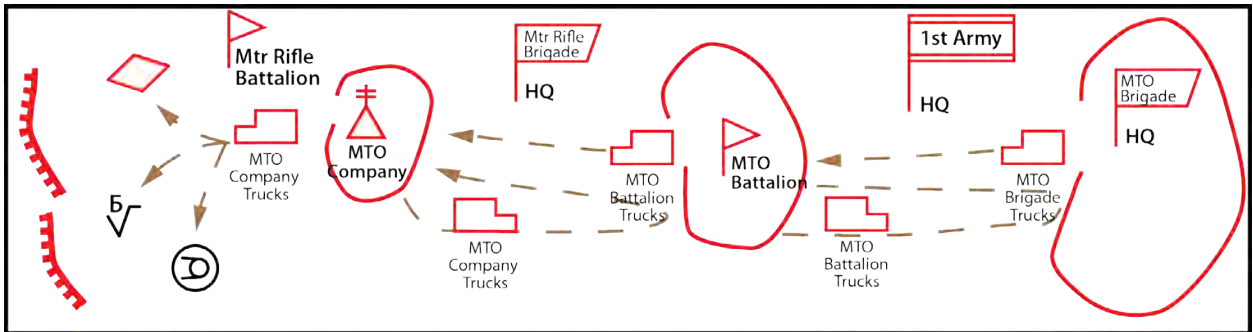 Mtr Rifle
Battalion
MTO
Company
Trucks
Б
MTO
Company
Mtr Rifle
Brigade
HQ
MTO
Company
Trucks
MTO
Battalion
Trucks
MTO
Battalion
MTO
Battalion
Trucks
1st Army
HQ
MTO
Brigade
Trucks
MTO
Brigade
HQ